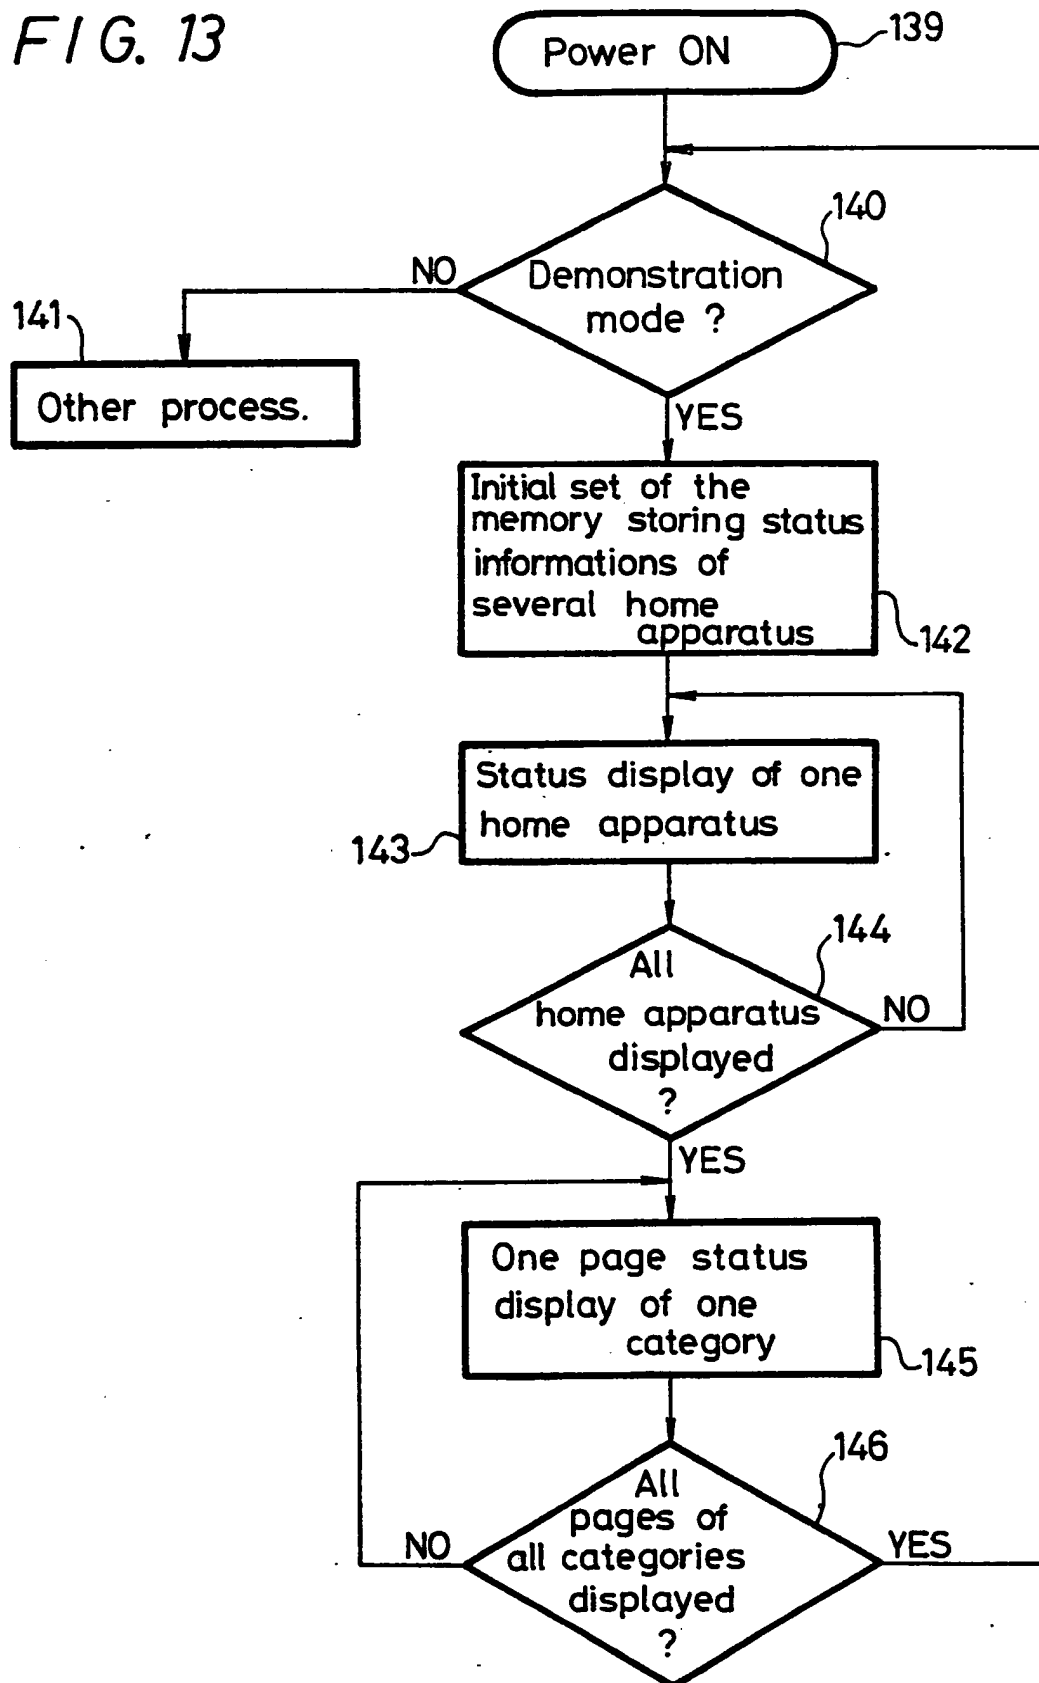 FIG. 13
Power ON
139
140
Demonstration
mode ?
NO
141
Other process.
YES
Initial set of the
memory storing status
informations of
several home
apparatus
142
Status display of one
home apparatus
143
144
All
home apparatus
displayed
?
NO
YES
One page status
display of one
category
145
146
All
pages of
all categories
displayed
?
NO
YES